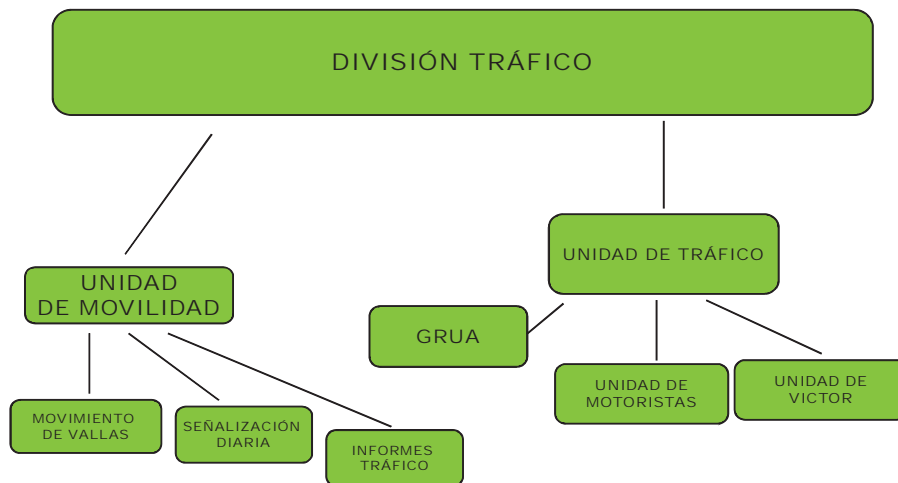 DIVISIÓN TRÁFICO
UNIDAD DE TRÁFICO
UNIDAD
DE MOVILIDAD
GRUA
UNIDAD DE
MOTORISTAS
UNIDAD DE
VICTOR
MOVIMIENTO
DE VALLAS
SEÑALIZACIÓN
DIARIA
INFORMES
TRÁFICO